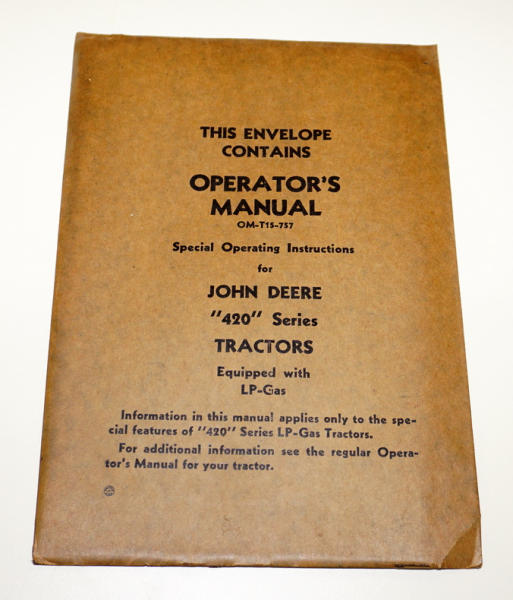 THIS ENVELOPE
CONTAINS
OPERATOR'S
MANUAL
OM-T15-757
Special Operating Instructions
for
JOHN DEERE
"420" Series
TRACTORS
Equipped with
LP-Gas
Information in this manual applies only to the spe-
cial features of "420" Series LP-Gas Tractors.
For additional information see the regular Opera-
tor's Manual for your tractor.